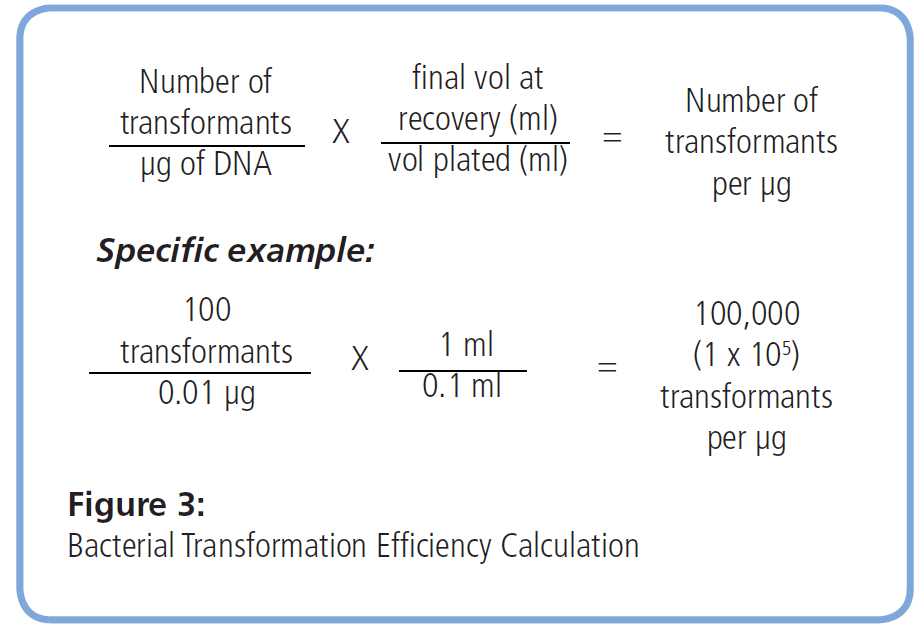 Number of
transformants
µg of DNA
X
final vol at
recovery (ml)
vol plated (ml)
=
Number of
transformants
per µg
Specific example:
100
transformants
0.01 µg
X
1 ml
0.1 ml
=
100,000
(1 x 10⁵)
transformants
per µg
Figure 3:
Bacterial Transformation Efficiency Calculation